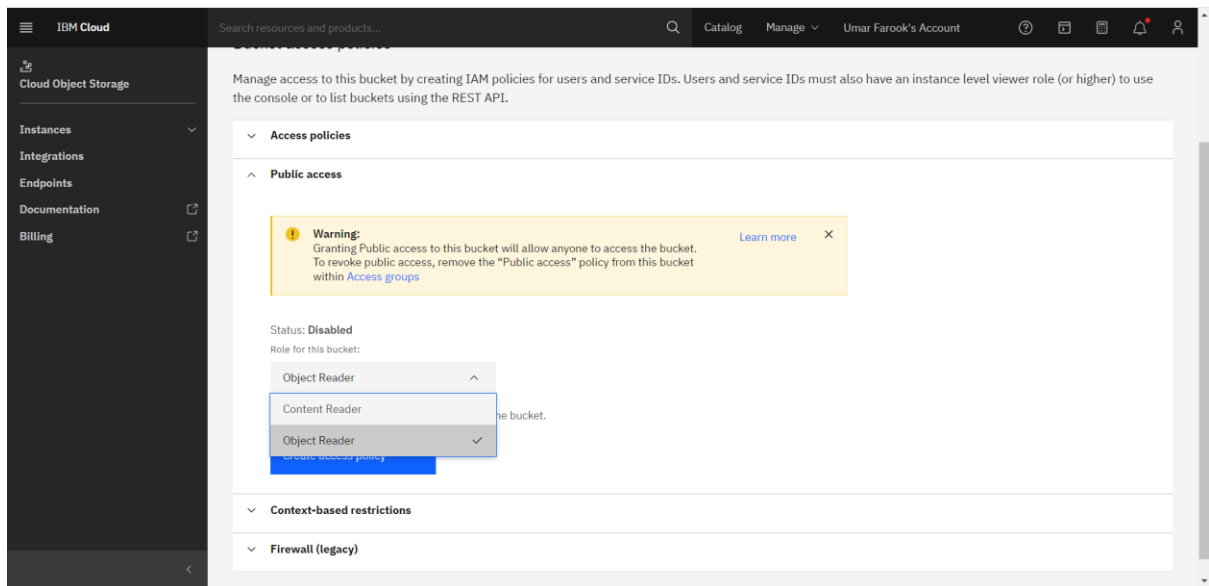 IBM Cloud
Search resources and products...
Catalog
Manage
Umar Farook's Account
Cloud Object Storage
Instances
Integrations
Endpoints
Documentation
Billing
Manage access to this bucket by creating IAM policies for users and service IDs. Users and service IDs must also have an instance level viewer role (or higher) to use
the console or to list buckets using the REST API.
Access policies
Public access
Warning:
Granting Public access to this bucket will allow anyone to access the bucket.
To revoke public access, remove the “Public access” policy from this bucket
within Access groups
Learn more
Status: Disabled
Role for this bucket:
Object Reader
Content Reader
Object Reader
bucket.
Create access policy
Context-based restrictions
Firewall (legacy)